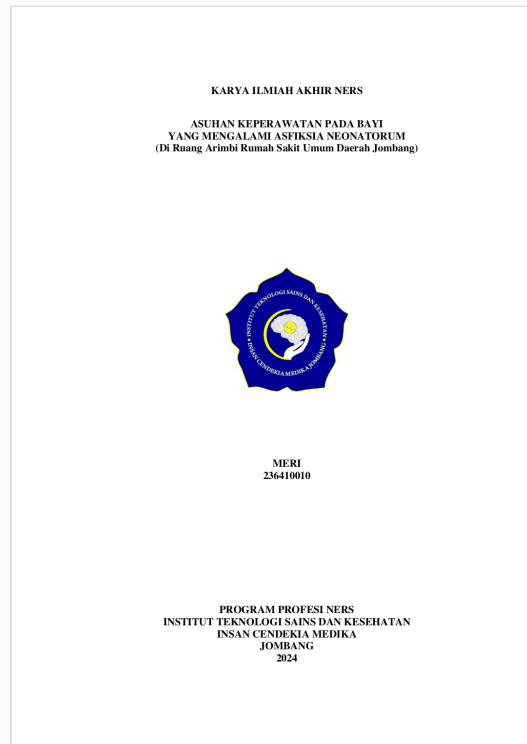 KARYA ILMIAH AKHIR NERS
ASUHAN KEPERAWATAN PADA BAYI
YANG MENGALAMI ASFIKSIA NEONATORUM
(Di Ruang Arimbi Rumah Sakit Umum Daerah Jombang)
INSTITUT TEKNOLOGI SAINS DAN KESEHATAN
INSAN CENDEKIA MEDIKA JOMBANG
MERI
236410010
PROGRAM PROFESI NERS
INSTITUT TEKNOLOGI SAINS DAN KESEHATAN
INSAN CENDEKIA MEDIKA
JOMBANG
2024